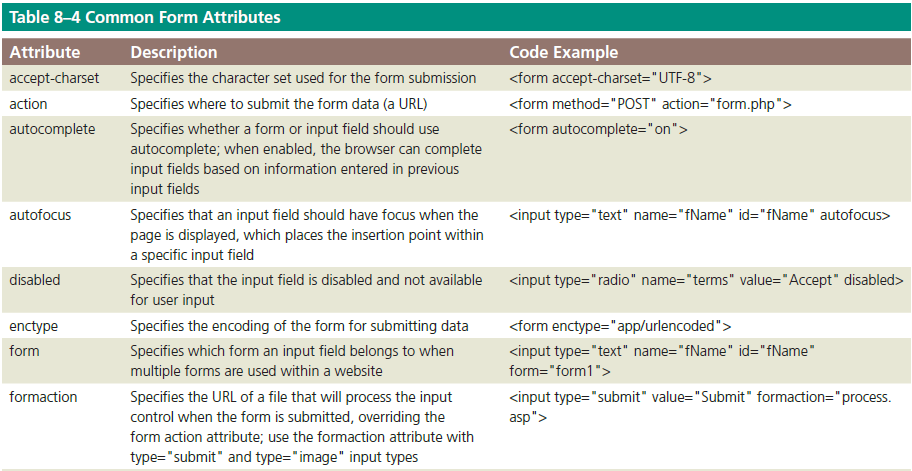 Table 8–4 Common Form Attributes
Attribute Description Code Example
accept-charset Specifies the character set used for the form submission <form accept-charset="UTF-8">
action Specifies where to submit the form data (a URL) <form method="POST" action="form.php">
autocomplete Specifies whether a form or input field should use <form autocomplete="on">
autocomplete; when enabled, the browser can complete
input fields based on information entered in previous
input fields
autofocus Specifies that an input field should have focus when the <input type="text" name="fName" id="fName" autofocus>
page is displayed, which places the insertion point within
a specific input field
disabled Specifies that the input field is disabled and not available <input type="radio" name="terms" value="Accept" disabled>
for user input
enctype Specifies the encoding of the form for submitting data <form enctype="app/urlencoded">
form Specifies which form an input field belongs to when <input type="text" name="fName" id="fName"
multiple forms are used within a website form="form1">
formaction Specifies the URL of a file that will process the input <input type="submit" value="Submit" formaction="process.
control when the form is submitted, overriding the asp">
form action attribute; use the formaction attribute with
type="submit" and type="image" input types